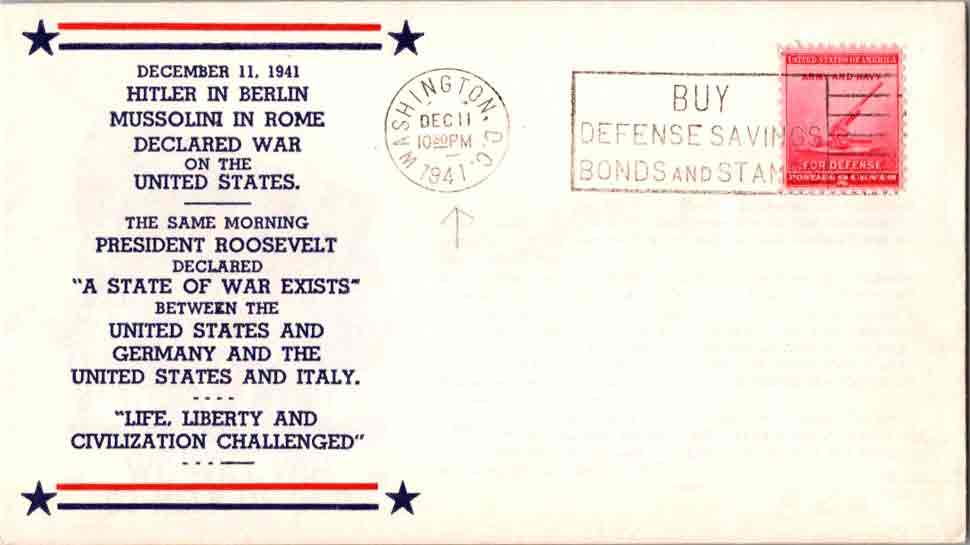 DECEMBER 11, 1941
HITLER IN BERLIN
MUSSOLINI IN ROME
DECLARED WAR
ON THE
UNITED STATES.
THE SAME MORNING
PRESIDENT ROOSEVELT
DECLARED
"A STATE OF WAR EXISTS"
BETWEEN THE
UNITED STATES AND
GERMANY AND THE
UNITED STATES AND ITALY.
"LIFE, LIBERTY AND
CIVILIZATION CHALLENGED"
WASHINGTON, D.C.
DEC 11
1941
BUY
DEFENSE SAVINGS
BONDS AND STAM
UNITED STATES OF AMERICA
ARMY AND NAVY
FOR DEFENSE
POSTAGE